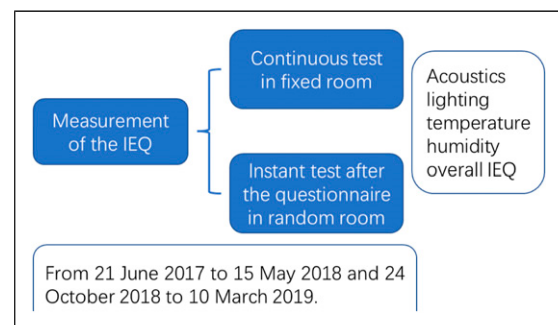 Measurement
of the IEQ
Continuous test
in fixed room
Instant test after
the questionnaire
in random room
Acoustics
lighting
temperature
humidity
overall IEQ
From 21 June 2017 to 15 May 2018 and 24
October 2018 to 10 March 2019.